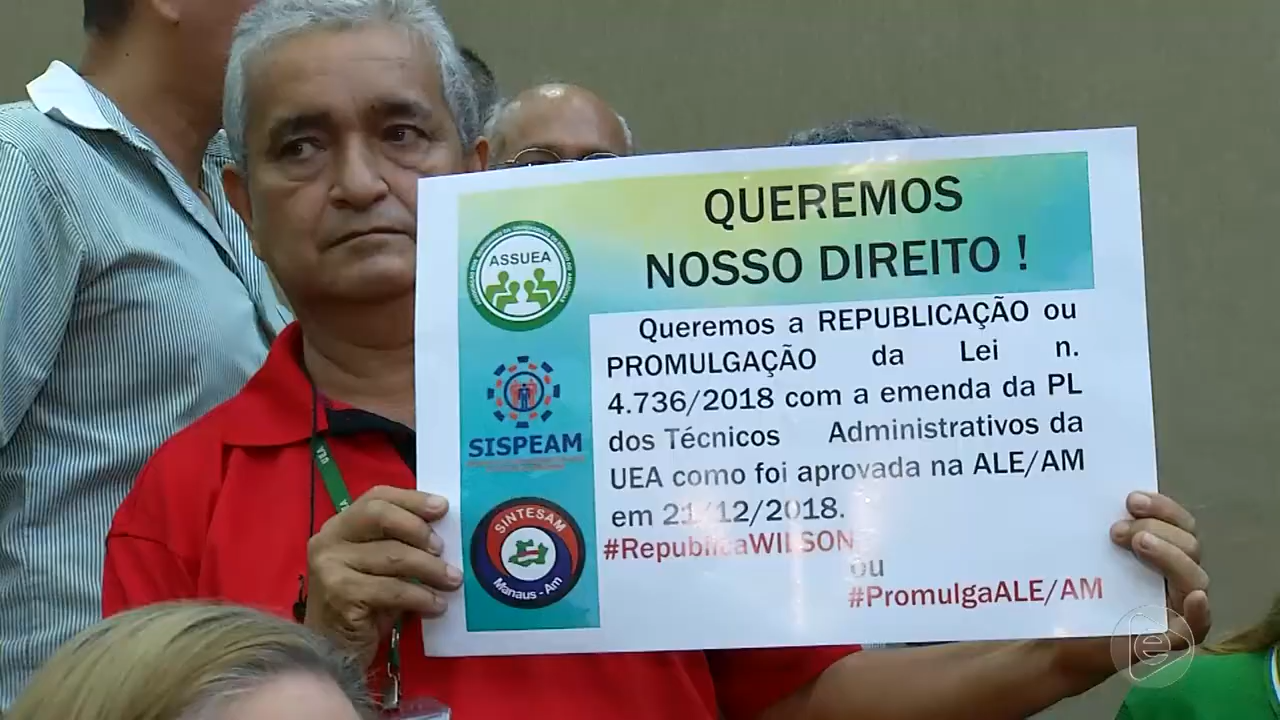 QUEREMOS
NOSSO DIREITO !
ASSUEA
Queremos a REPUBLICAÇÃO ou
PROMULGAÇÃO da Lei n.
4.736/2018 com a emenda da PL
dos Técnicos Administrativos da
UEA como foi aprovada na ALE/AM
em 21/12/2018.
#RepublicaWILSON
ou
#PromulgaALE/AM
SISPEAM
SINTESAM
Manaus - Am
UEA
e